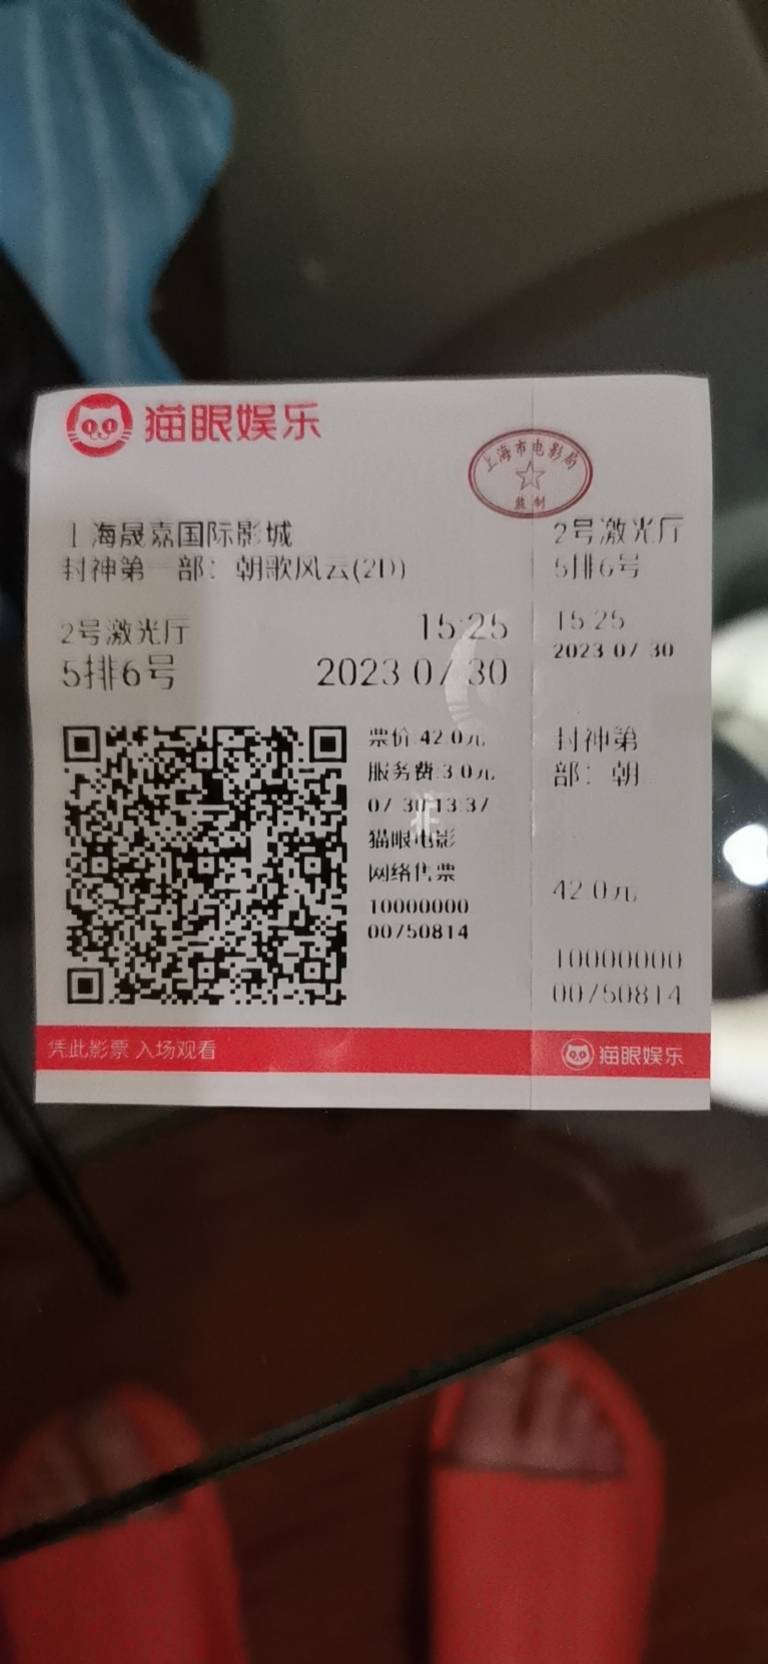 猫眼娱乐
上海市电影局
监制
上海晟嘉国际影城
封神第一部：朝歌风云(2D)
2号激光厅
15:25
5排6号
2023 07 30
票价:42.0元
服务费:3.0元
07 30 13:37
猫眼电影
网络售票
10000000
00750814
2号激光厅
5排6号
15:25
2023 07 30
封神第
部：朝
42.0元
10000000
00750814
凭此影票 入场观看
猫眼娱乐